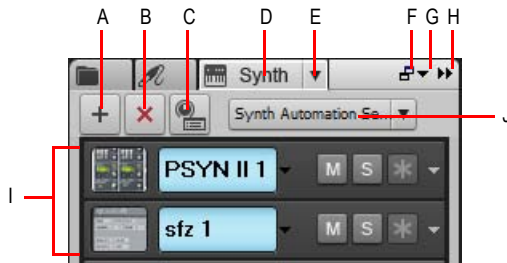 A B C D E F G H
Synth
Synth Automation Se...
J
I
PSYN II 1 M S
sfz 1 M S